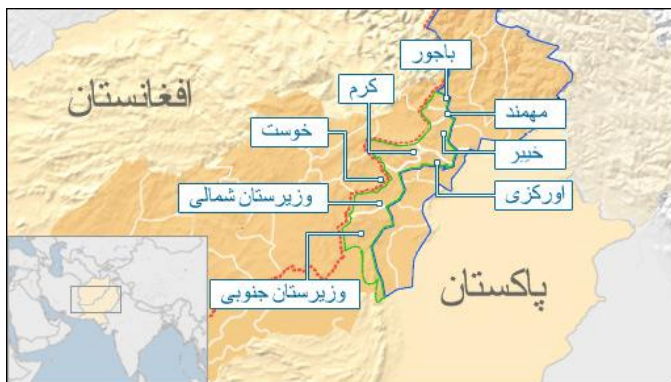 باجور
افغانستان
کرم
مهمند
خوست
خیبر
وزیرستان شمالی
اورکزی
وزیرستان جنوبی
پاکستان